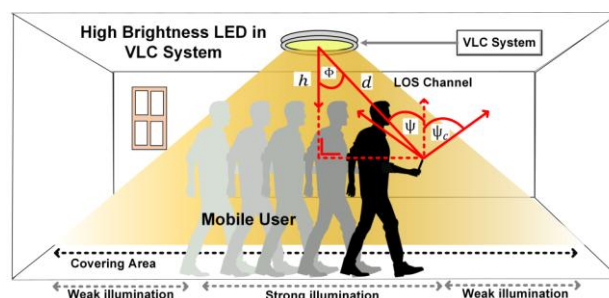 High Brightness LED in
VLC System
VLC System
h
Φ
d
LOS Channel
ψ
ψc
Mobile User
Covering Area
Weak illumination
Strong illumination
Weak illumination